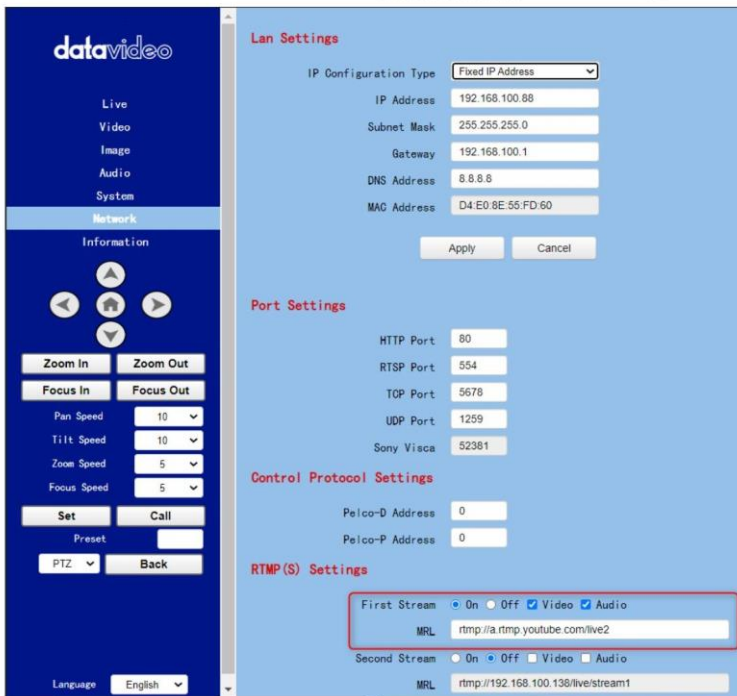 datavideo
Live
Video
Image
Audio
System
Network
Information
Zoom In Zoom Out
Focus In Focus Out
Pan Speed 10
Tilt Speed 10
Zoom Speed 5
Focus Speed 5
Set Call
Preset
PTZ Back
Language English
Lan Settings
IP Configuration Type Fixed IP Address
IP Address 192.168.100.88
Subnet Mask 255.255.255.0
Gateway 192.168.100.1
DNS Address 8.8.8.8
MAC Address D4:E0:8E:55:FD:60
Apply Cancel
Port Settings
HTTP Port 80
RTSP Port 554
TCP Port 5678
UDP Port 1259
Sony Visca 52381
Control Protocol Settings
Pelco-D Address 0
Pelco-P Address 0
RTMP(S) Settings
First Stream On Off Video Audio
MRL rtmp://a.rtmp.youtube.com/live2
Second Stream On Off Video Audio
MRL rtmp://192.168.100.138/live/stream1